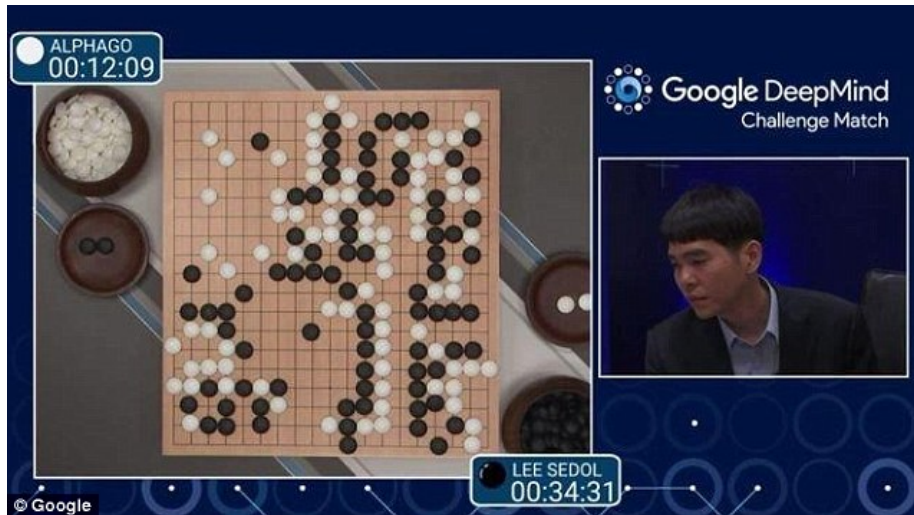 ALPHAGO
00:12:09
Google DeepMind
Challenge Match
LEE SEDOL
00:34:31
© Google